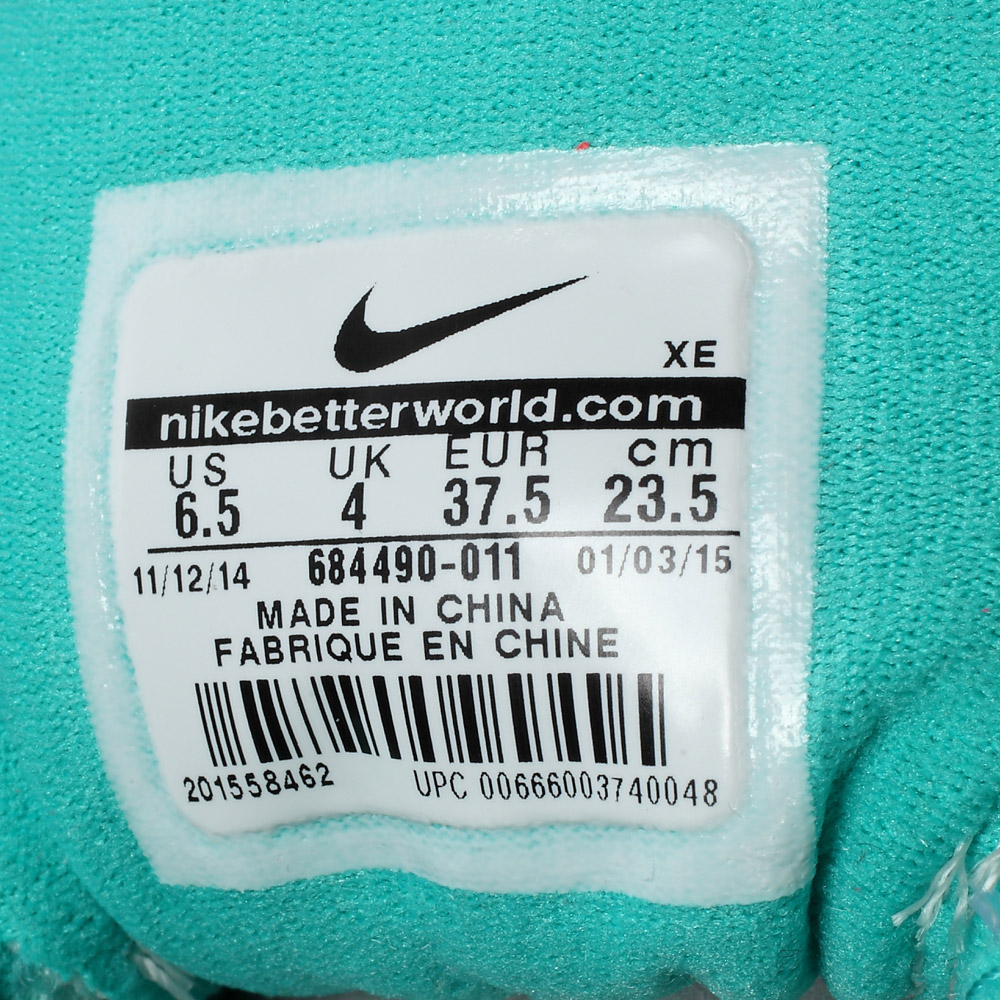 XE
nikebetterworld.com
US UK EUR cm
6.5 4 37.5 23.5
11/12/14 684490-011 01/03/15
MADE IN CHINA
FABRIQUE EN CHINE
201558462 UPC 00666003740048